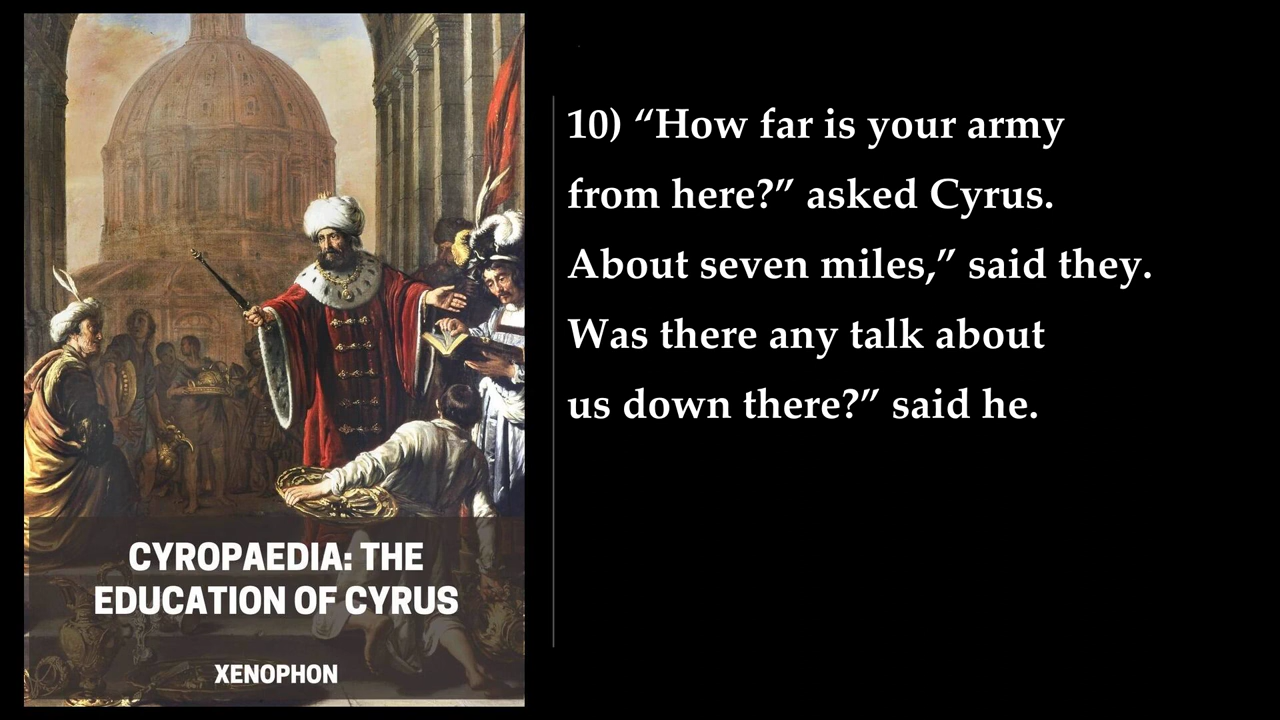 10) “How far is your army
from here?” asked Cyrus.
About seven miles,” said they.
Was there any talk about
us down there?” said he.
CYROPAEDIA: THE
EDUCATION OF CYRUS
XENOPHON